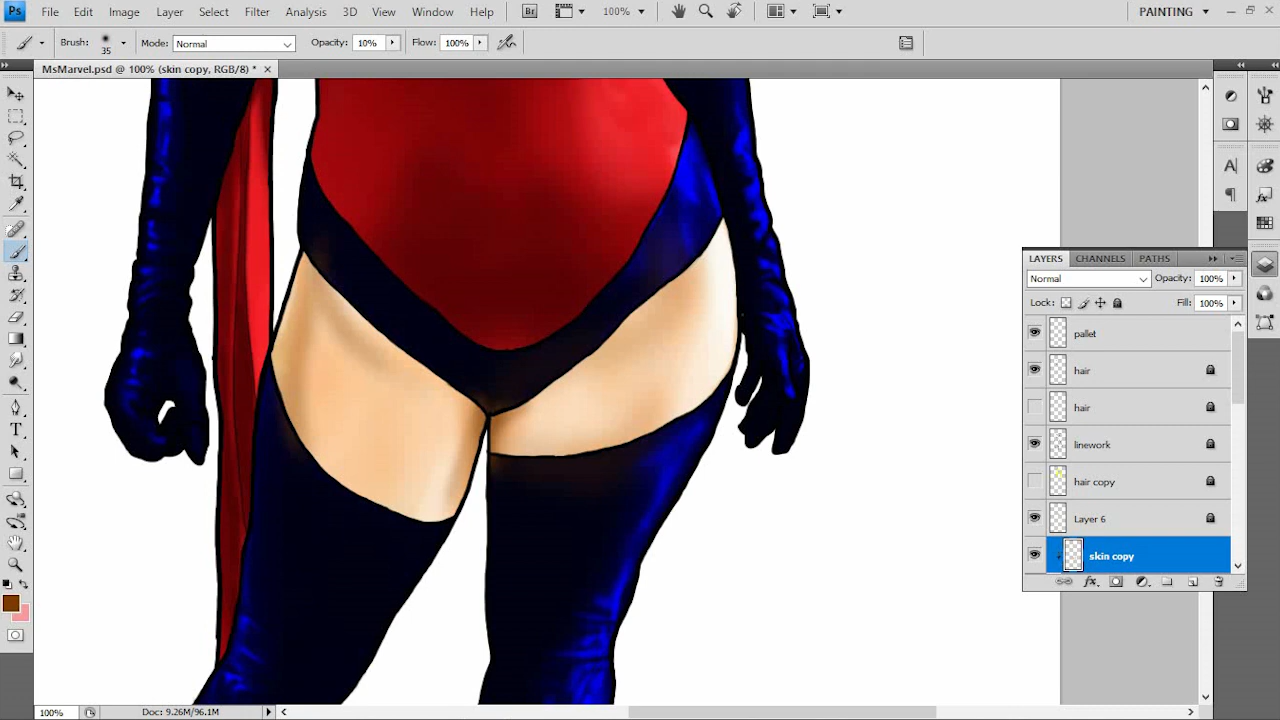 Ps File Edit Image Layer Select Filter Analysis 3D View Window Help Br 100% PAINTING
Brush: 35 Mode: Normal Opacity: 10% Flow: 100%
MsMarvel.psd @ 100% (skin copy, RGB/8) *
LAYERS CHANNELS PATHS
Normal Opacity: 100%
Lock: Fill: 100%
pallet
hair
hair
linework
hair copy
Layer 6
skin copy
100% Doc: 9.26M/96.1M